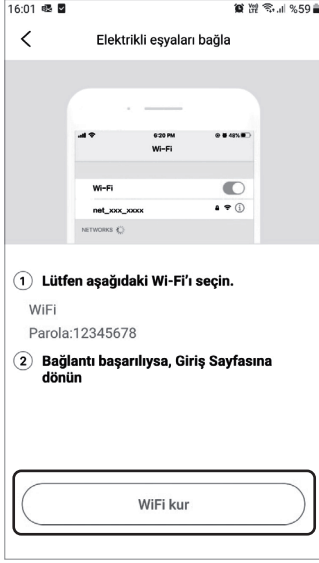 16:01 %59
Elektrikli eşyaları bağla
6:20 PM 48%
Wi-Fi
Wi-Fi
net_xxx_xxxx
NETWORKS
1 Lütfen aşağıdaki Wi-Fi'ı seçin.
WiFi
Parola:12345678
2 Bağlantı başarılıysa, Giriş Sayfasına
dönün
WiFi kur